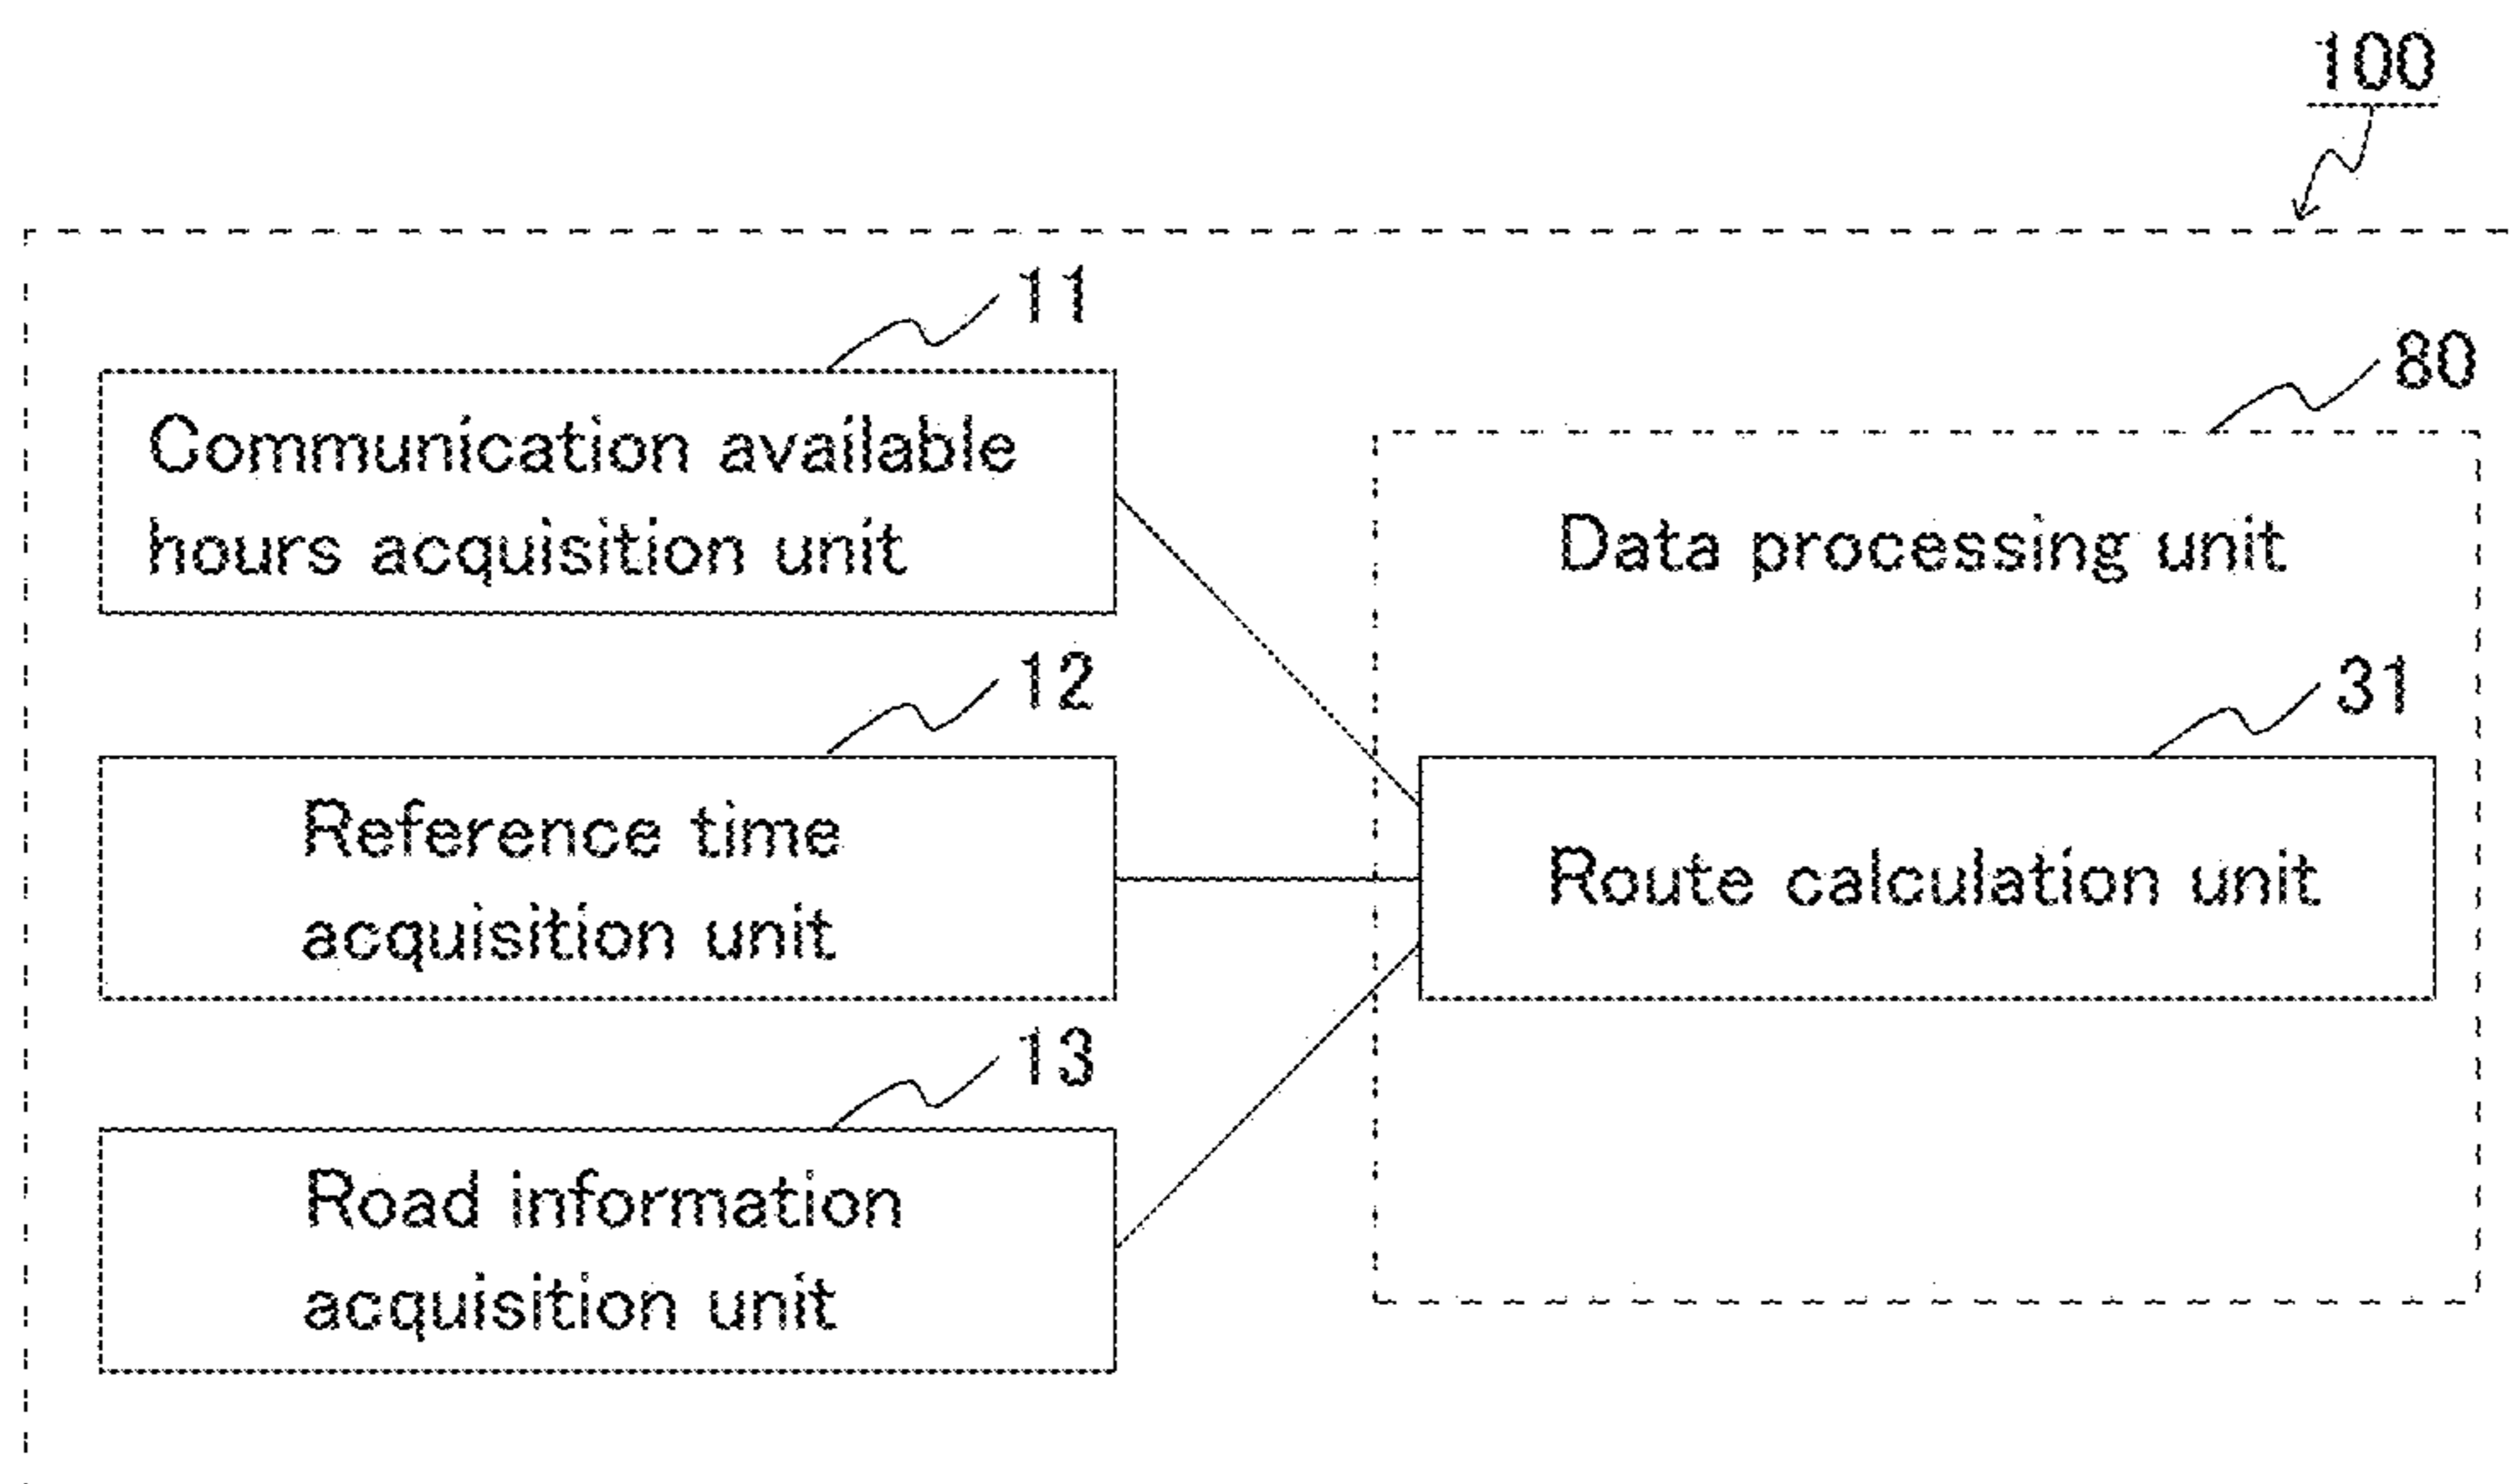 100
11
Communication available
hours acquisition unit
80
Data processing unit
12
Reference time
acquisition unit
31
Route calculation unit
13
Road information
acquisition unit